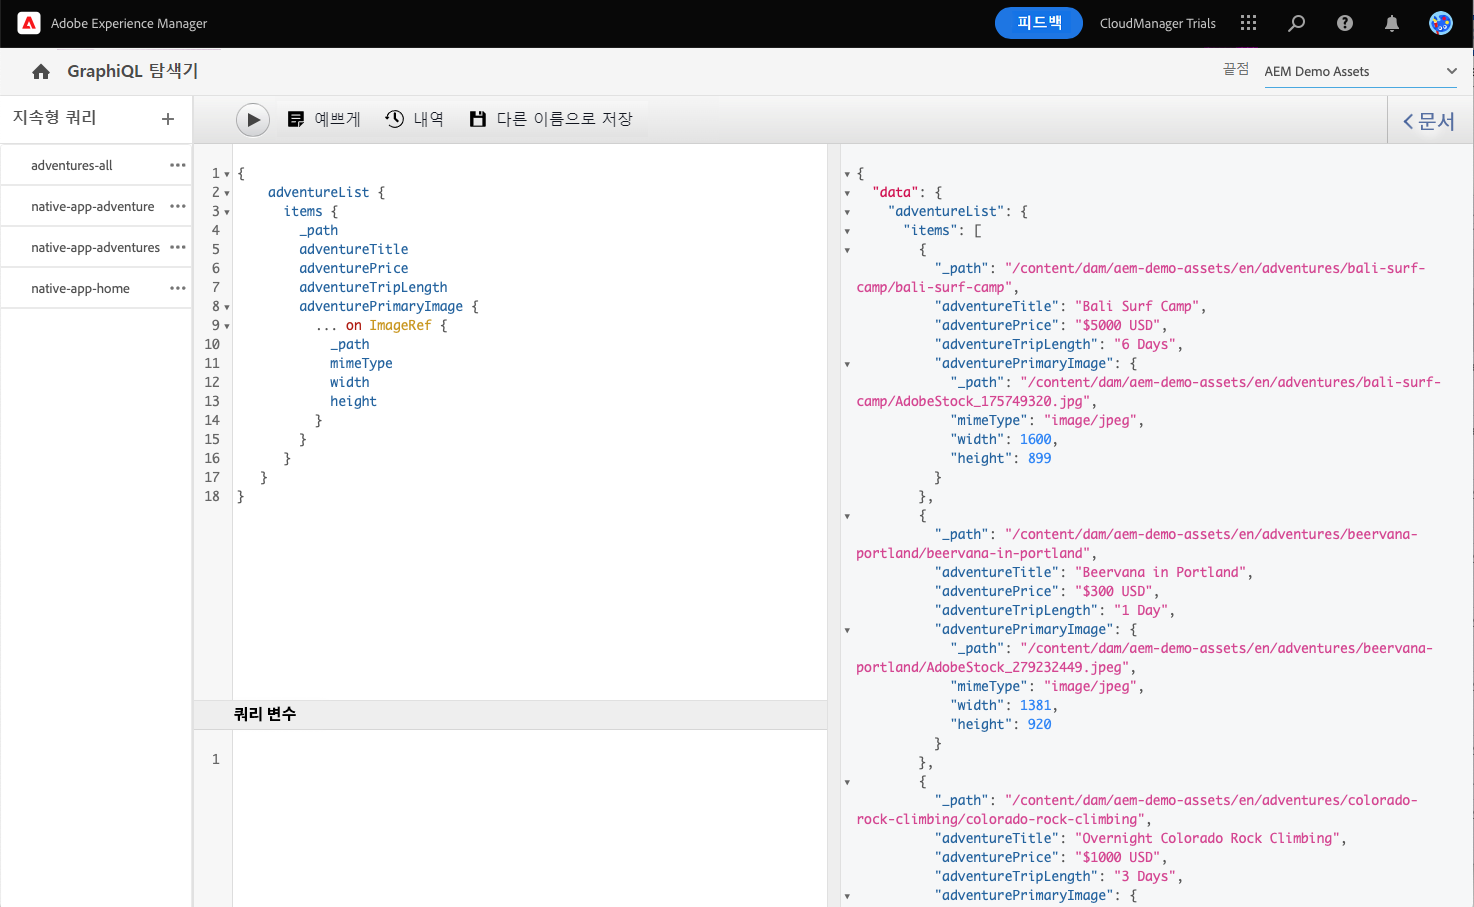 Adobe Experience Manager
피드백
CloudManager Trials
GraphiQL 탐색기
끝점
AEM Demo Assets
지속형 쿼리
예쁘게
내역
다른 이름으로 저장
문서
adventures-all
native-app-adventure
native-app-adventures
native-app-home
1 {
2 adventureList {
3 items {
4 _path
5 adventureTitle
6 adventurePrice
7 adventureTripLength
8 adventurePrimaryImage {
9 ... on ImageRef {
10 _path
11 mimeType
12 width
13 height
14 }
15 }
16 }
17 }
18 }
쿼리 변수
1
{
"data": {
"adventureList": {
"items": [
{
"_path": "/content/dam/aem-demo-assets/en/adventures/bali-surf-
camp/bali-surf-camp",
"adventureTitle": "Bali Surf Camp",
"adventurePrice": "$5000 USD",
"adventureTripLength": "6 Days",
"adventurePrimaryImage": {
"_path": "/content/dam/aem-demo-assets/en/adventures/bali-surf-
camp/AdobeStock_175749320.jpg",
"mimeType": "image/jpeg",
"width": 1600,
"height": 899
}
},
{
"_path": "/content/dam/aem-demo-assets/en/adventures/beervana-
portland/beervana-in-portland",
"adventureTitle": "Beervana in Portland",
"adventurePrice": "$300 USD",
"adventureTripLength": "1 Day",
"adventurePrimaryImage": {
"_path": "/content/dam/aem-demo-assets/en/adventures/beervana-
portland/AdobeStock_279232449.jpeg",
"mimeType": "image/jpeg",
"width": 1381,
"height": 920
}
},
{
"_path": "/content/dam/aem-demo-assets/en/adventures/colorado-
rock-climbing/colorado-rock-climbing",
"adventureTitle": "Overnight Colorado Rock Climbing",
"adventurePrice": "$1000 USD",
"adventureTripLength": "3 Days",
"adventurePrimaryImage": {